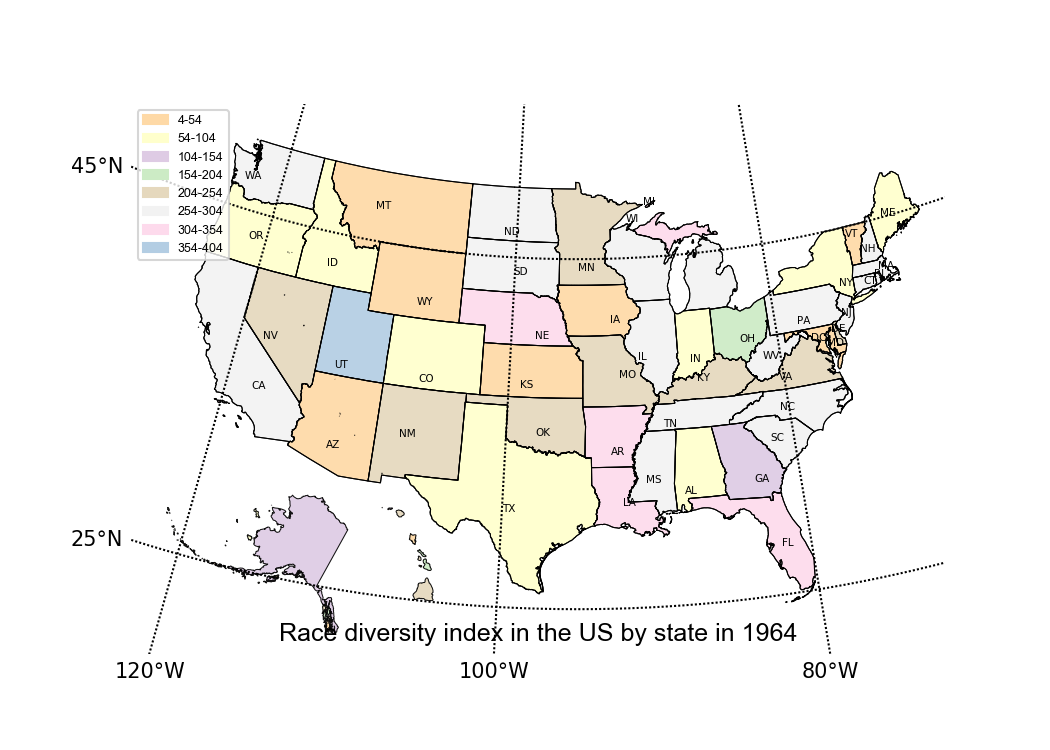 4-54
54-104
104-154
154-204
204-254
254-304
304-354
354-404
45°N
25°N
120°W
100°W
80°W
WA
OR
CA
ID
NV
MT
WY
UT
AZ
CO
NM
ND
SD
NE
KS
OK
TX
MN
IA
MO
AR
LA
WI
MI
IL
IN
OH
KY
TN
MS
AL
GA
FL
SC
NC
VA
WV
PA
NY
VT
NH
ME
MA
CT
NJ
DC
MD
Race diversity index in the US by state in 1964